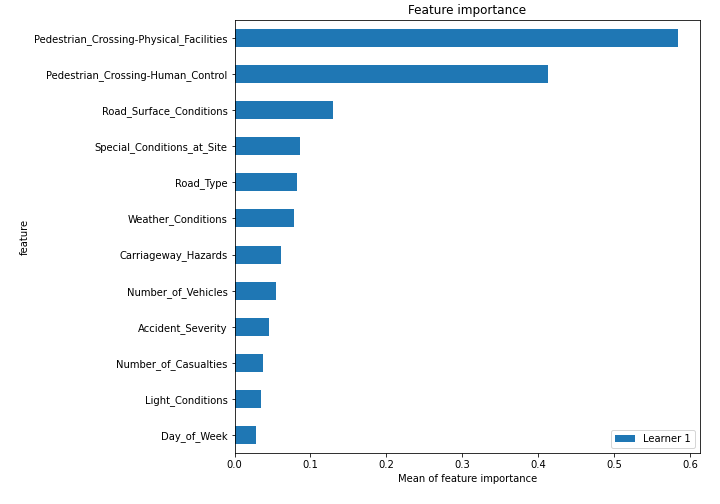 Feature importance
Pedestrian_Crossing-Physical_Facilities
Pedestrian_Crossing-Human_Control
Road_Surface_Conditions
Special_Conditions_at_Site
Road_Type
Weather_Conditions
Carriageway_Hazards
Number_of_Vehicles
Accident_Severity
Number_of_Casualties
Light_Conditions
Day_of_Week
feature
Learner 1
0.0 0.1 0.2 0.3 0.4 0.5 0.6
Mean of feature importance